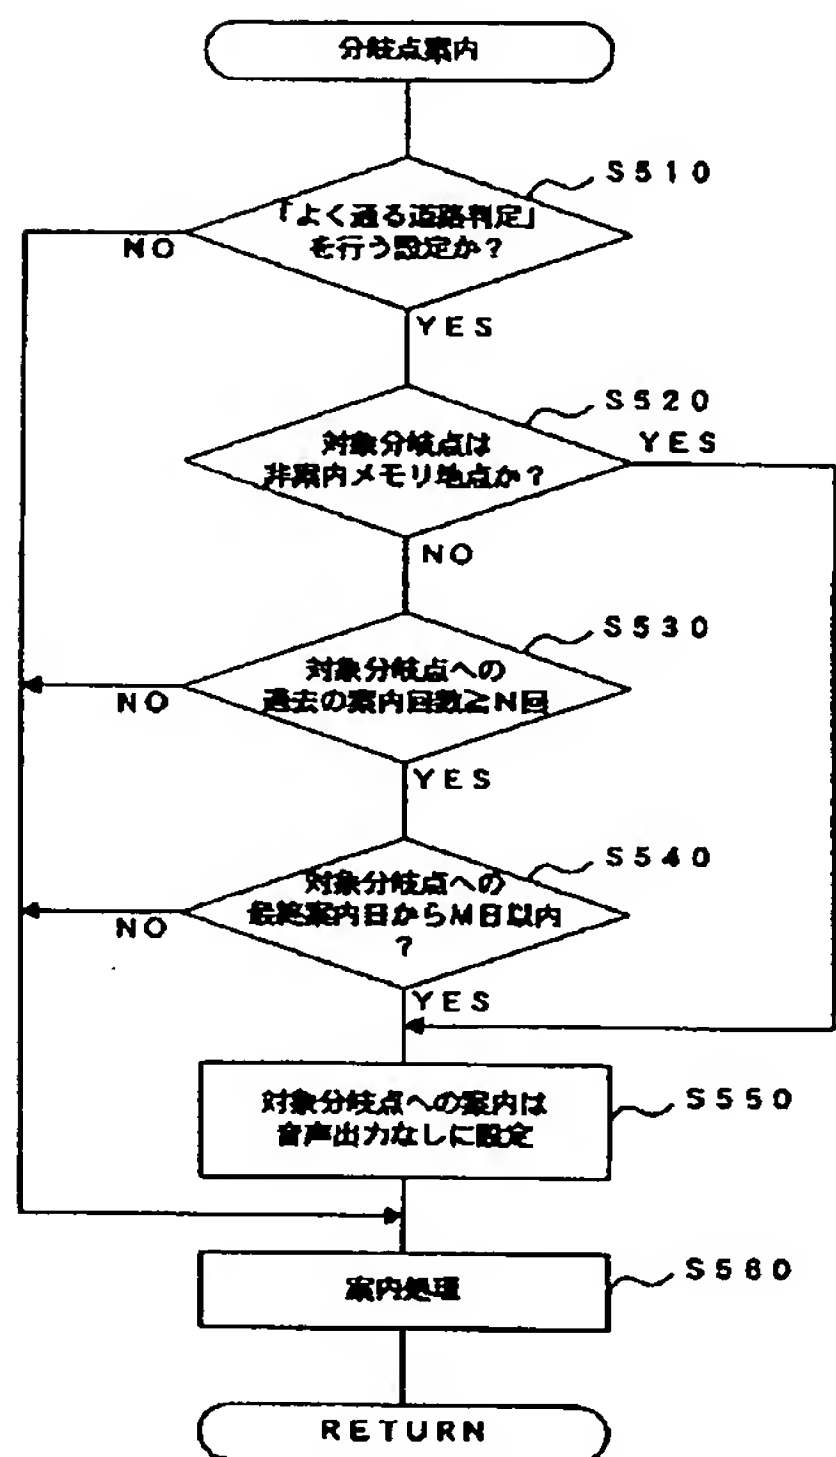 分岐点案内
S510
「よく通る道路判定」
を行う設定か？
NO
YES
S520
対象分岐点は
非案内メモリ地点か？
YES
NO
S530
対象分岐点への
過去の案内回数≧N回
NO
YES
S540
対象分岐点への
最終案内日からM日以内
？
NO
YES
対象分岐点への案内は
音声出力なしに設定
S550
案内処理
S580
RETURN